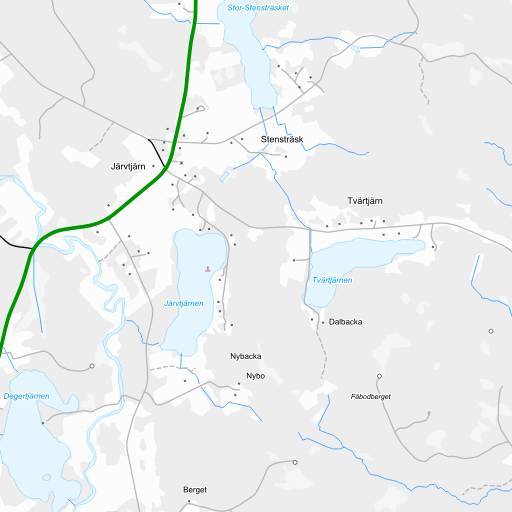 Stor-Stensträsket
Stensträsk
Järvtjärn
Tvärtjärn
Tvärtjärnen
Järvtjärnen
Dalbacka
Nybacka
Nybo
Degertjärnen
Fäbodberget
Berget